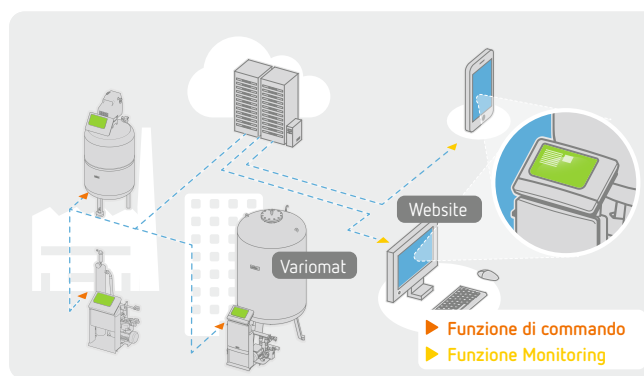 Website
Variomat
Funzione di commando
Funzione Monitoring